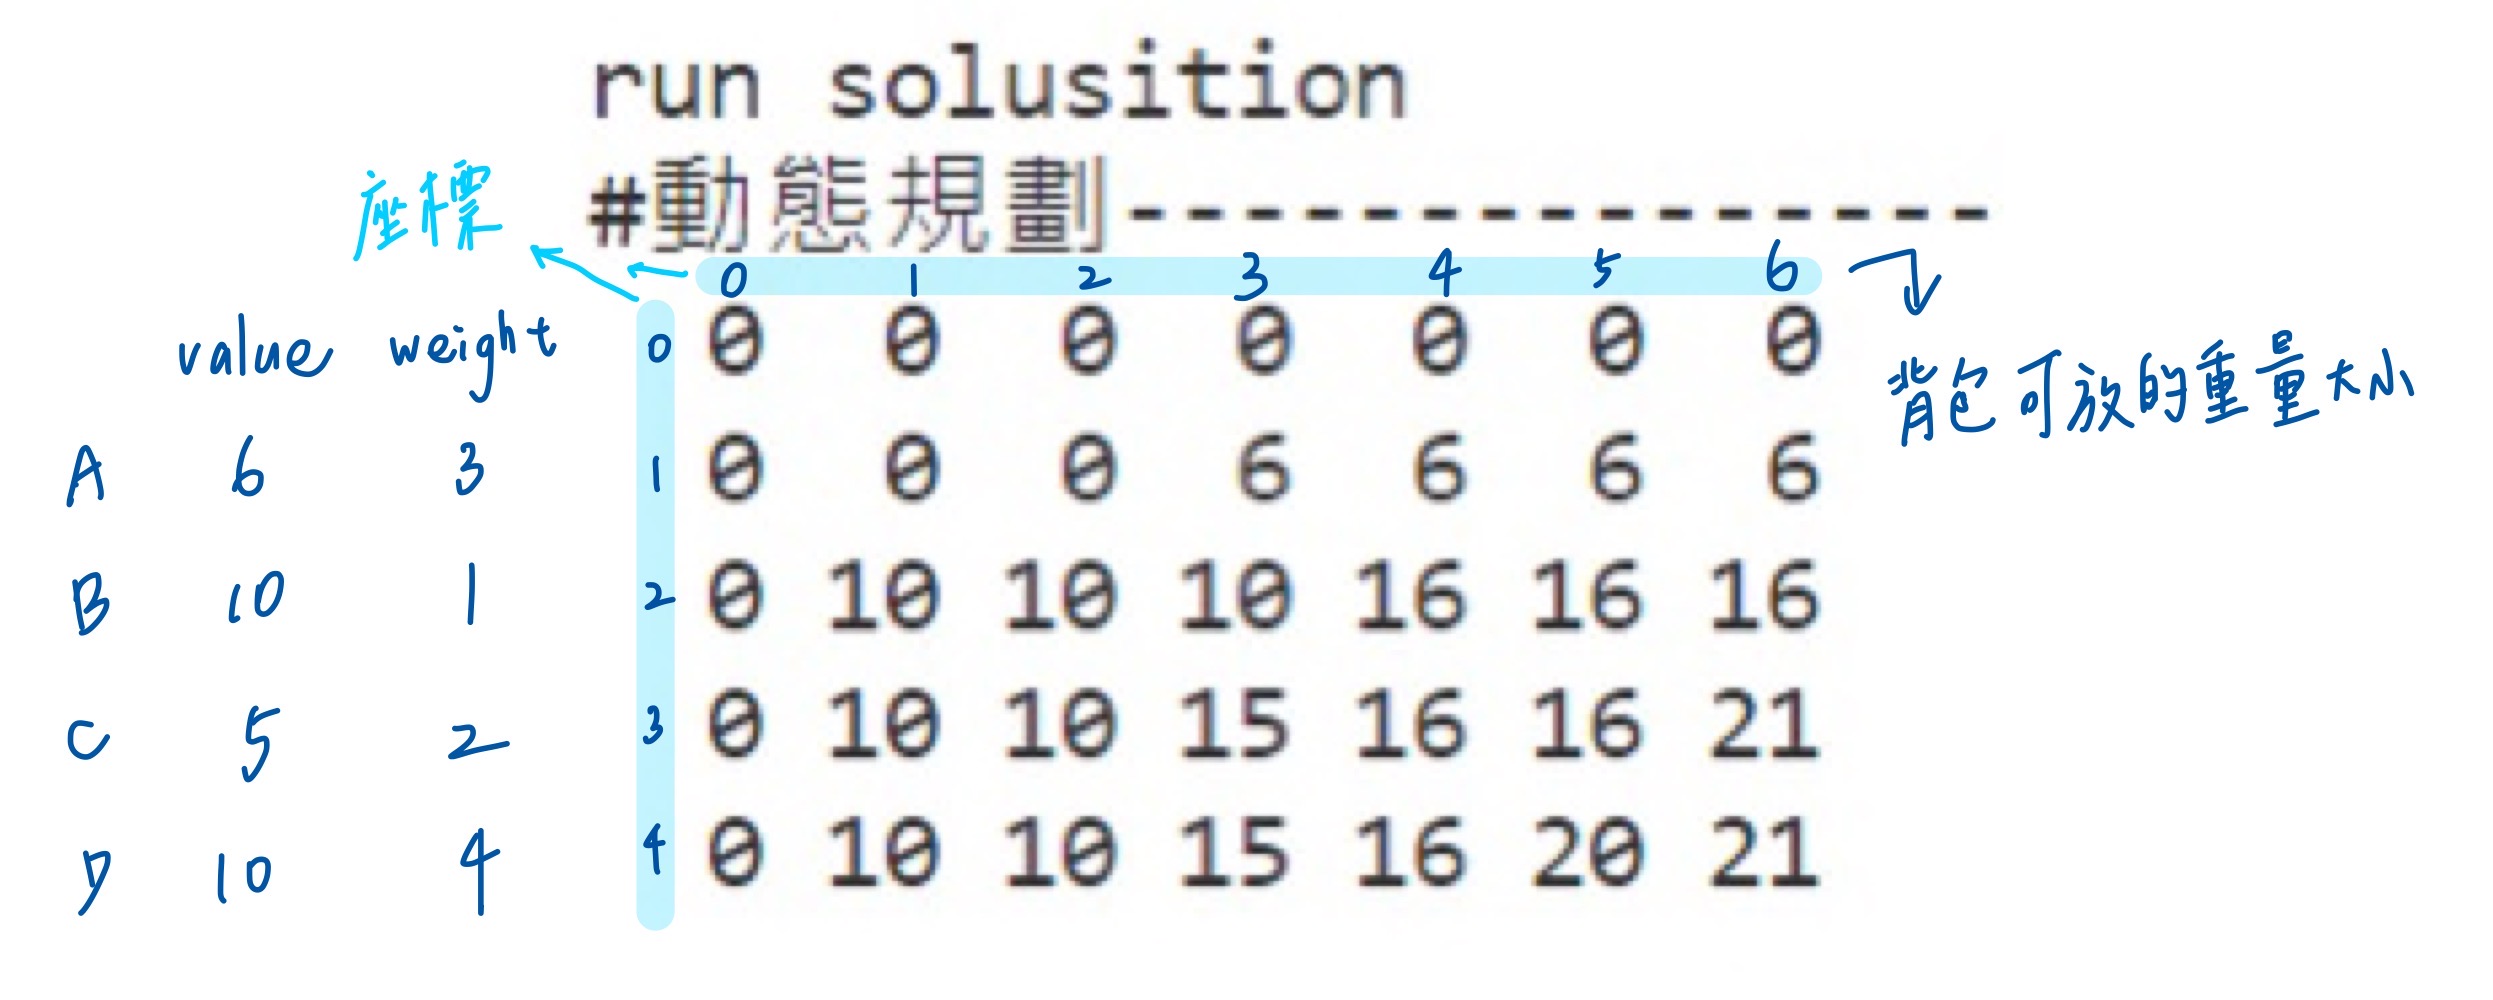 run solusition
#動態規劃---------------
座標
0 1 2 3 4 5 6
value weight 0 0 0 0 0 0 0 0
背包可放的重量大小
A 6 3 1 0 0 0 6 6 6 6
B 10 1 2 0 10 10 10 16 16 16
C 5 2 3 0 10 10 15 16 16 21
D 10 4 4 0 10 10 15 16 20 21